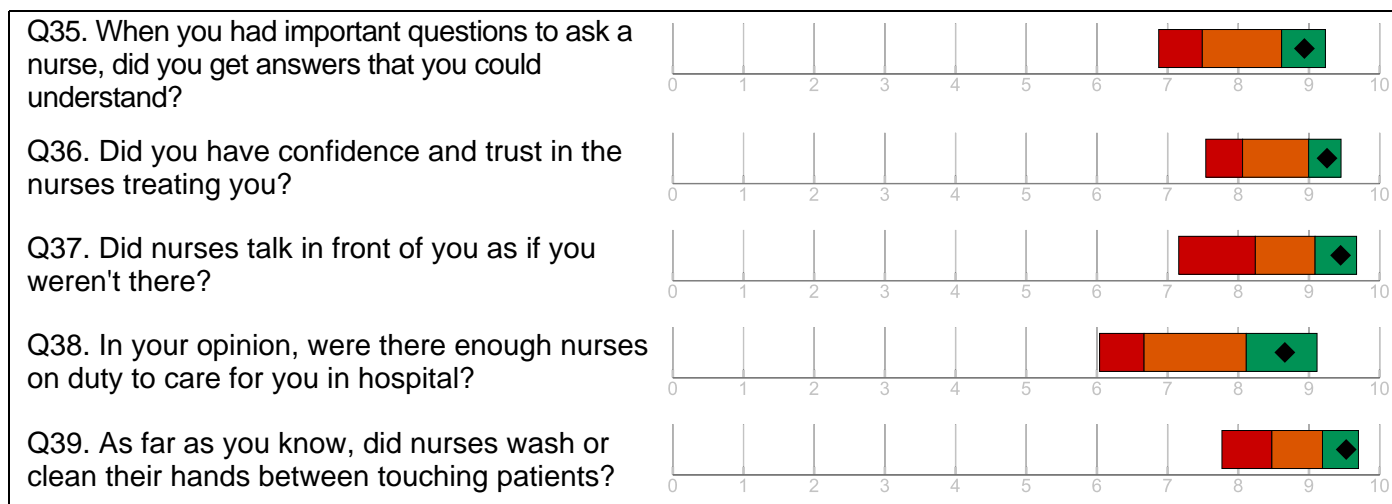 Q35. When you had important questions to ask a
nurse, did you get answers that you could
understand?
0 1 2 3 4 5 6 7 8 9 10
Q36. Did you have confidence and trust in the
nurses treating you?
0 1 2 3 4 5 6 7 8 9 10
Q37. Did nurses talk in front of you as if you
weren't there?
0 1 2 3 4 5 6 7 8 9 10
Q38. In your opinion, were there enough nurses
on duty to care for you in hospital?
0 1 2 3 4 5 6 7 8 9 10
Q39. As far as you know, did nurses wash or
clean their hands between touching patients?
0 1 2 3 4 5 6 7 8 9 10